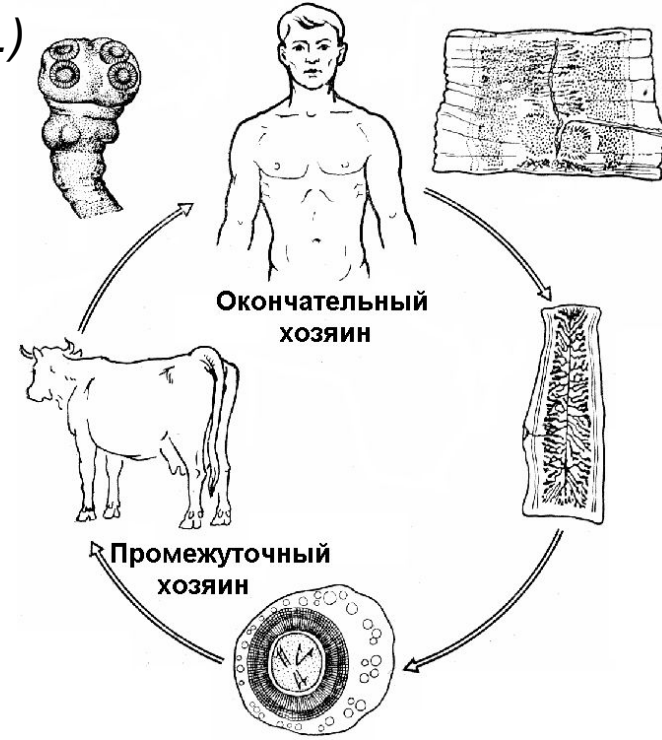 .)
Окончательный
хозяин
Промежуточный
хозяин